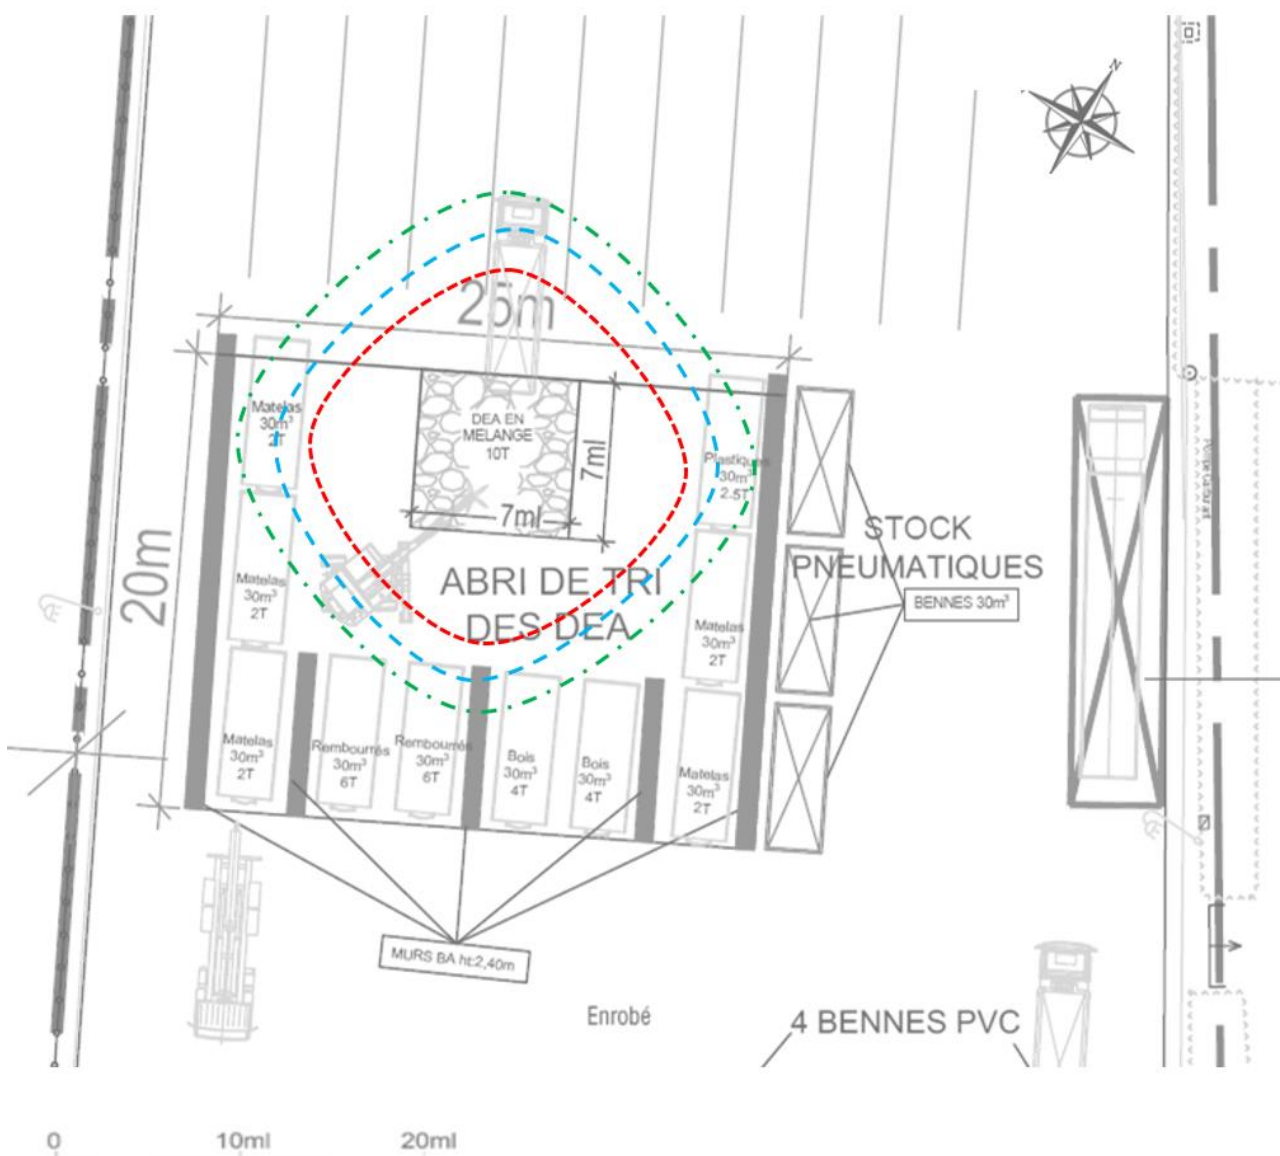 N
25m
Matelas
30m³
2T
DEA EN
MELANGE
10T
7ml
7ml
Plastiques
30m³
2.5T
STOCK
PNEUMATIQUES
BENNES 30m³
20m
Matelas
30m³
2T
ABRI DE TRI
DES DEA
Matelas
30m³
2T
Matelas
30m³
2T
Rembourrés
30m³
6T
Rembourrés
30m³
6T
Bois
30m³
4T
Bois
30m³
4T
Matelas
30m³
2T
MURS BA ht:2,40m
Enrobé
4 BENNES PVC
0
10ml
20ml